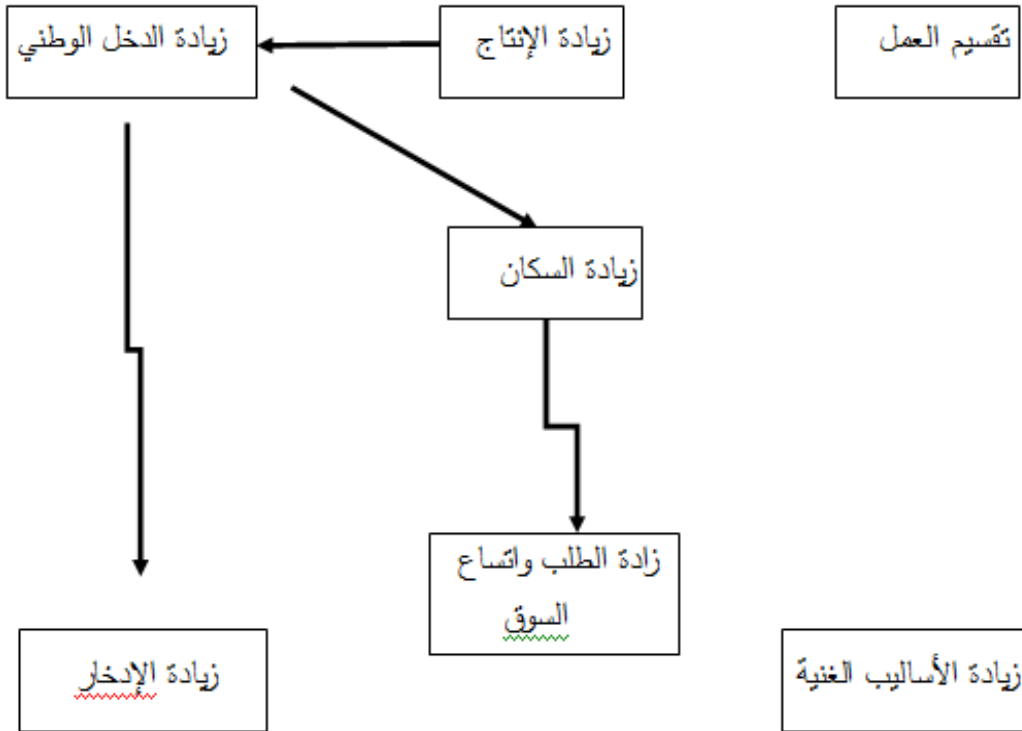 تقسيم العمل
زيادة الإنتاج
زيادة الدخل الوطني
زيادة السكان
زادة الطلب واتساع
السوق
زيادة الأساليب الغنية
زيادة الإدخار